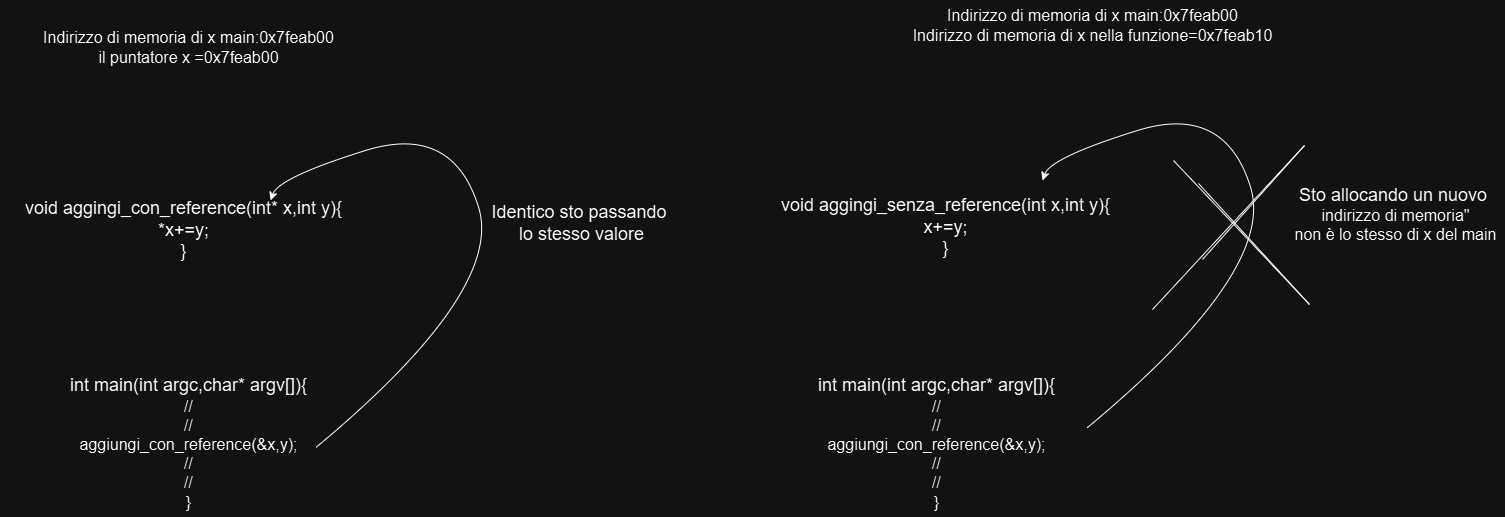 Indirizzo di memoria di x main:0x7feab00
il puntatore x =0x7feab00
void aggingi_con_reference(int* x,int y){
*x+=y;
}
Identico sto passando
lo stesso valore
int main(int argc,char* argv[]){
//
//
aggiungi_con_reference(&x,y);
//
//
}
Indirizzo di memoria di x main:0x7feab00
Indirizzo di memoria di x nella funzione=0x7feab10
void aggingi_senza_reference(int x,int y){
x+=y;
}
Sto allocando un nuovo
indirizzo di memoria"
non è lo stesso di x del main
int main(int argc,char* argv[]){
//
//
aggiungi_con_reference(&x,y);
//
//
}